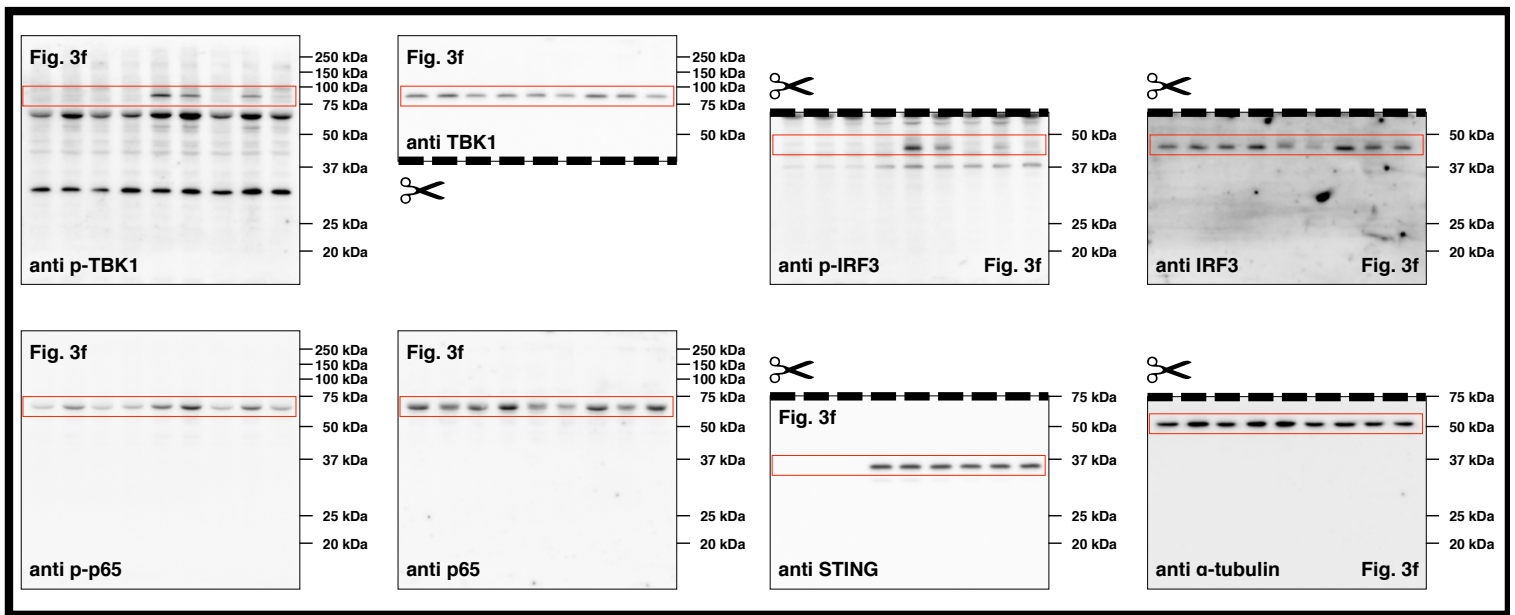 Fig. 3f
250 kDa
150 kDa
100 kDa
75 kDa
50 kDa
37 kDa
25 kDa
20 kDa
anti p-TBK1
Fig. 3f
250 kDa
150 kDa
100 kDa
75 kDa
50 kDa
anti TBK1
50 kDa
37 kDa
25 kDa
20 kDa
anti p-IRF3 Fig. 3f
50 kDa
37 kDa
25 kDa
20 kDa
anti IRF3 Fig. 3f
Fig. 3f
250 kDa
150 kDa
100 kDa
75 kDa
50 kDa
37 kDa
25 kDa
20 kDa
anti p-p65
Fig. 3f
250 kDa
150 kDa
100 kDa
75 kDa
50 kDa
37 kDa
25 kDa
20 kDa
anti p65
75 kDa
Fig. 3f
50 kDa
37 kDa
25 kDa
20 kDa
anti STING
75 kDa
50 kDa
37 kDa
25 kDa
20 kDa
anti α-tubulin Fig. 3f